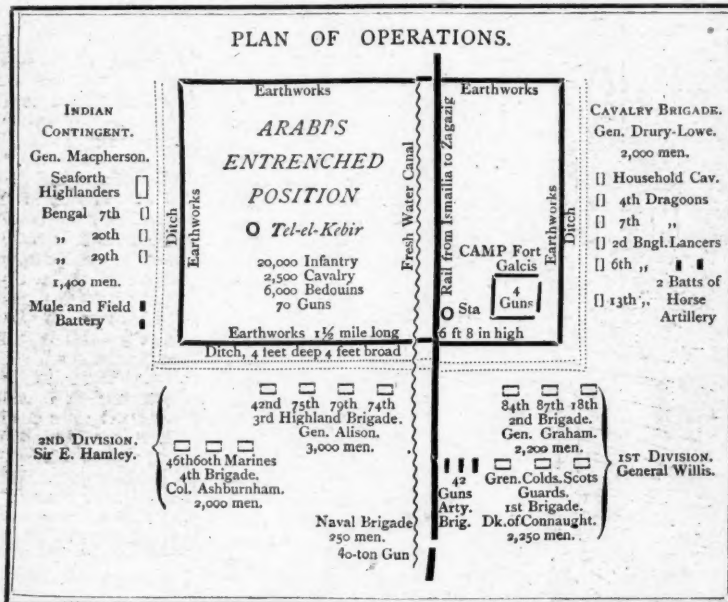 PLAN OF OPERATIONS.
INDIAN
CONTINGENT.
Gen. Macpherson.
Seaforth
Highlanders
Bengal 7th
„ 20th
„ 29th
1,400 men.
Mule and Field
Battery
Ditch
Earthworks
Earthworks
ARABI'S
ENTRENCHED
POSITION
Tel-el-Kebir
20,000 Infantry
2,500 Cavalry
6,000 Bedouins
70 Guns
Earthworks 1½ mile long
Ditch, 4 feet deep 4 feet broad
Fresh Water Canal
Rail from Ismailia to Zagazig
Earthworks
CAMP Fort
Galcis
4
Guns
Sta
6 ft 8 in high
Earthworks
Ditch
CAVALRY BRIGADE.
Gen. Drury-Lowe.
2,000 men.
Household Cav.
4th Dragoons
7th „
2d Bngl. Lancers
6th „
2 Batts of
13th „ Horse
Artillery
2ND DIVISION.
Sir E. Hamley.
42nd 75th 79th 74th
3rd Highland Brigade.
Gen. Alison.
3,000 men.
46th 60th Marines
4th Brigade.
Col. Ashburnham.
2,000 men.
Naval Brigade
250 men.
40-ton Gun
84th 87th 18th
2nd Brigade.
Gen. Graham.
2,200 men.
42
Guns
Arty.
Brig.
Gren. Colds. Scots
Guards.
1st Brigade.
Dk. of Connaught.
2,250 men.
1ST DIVISION.
General Willis.